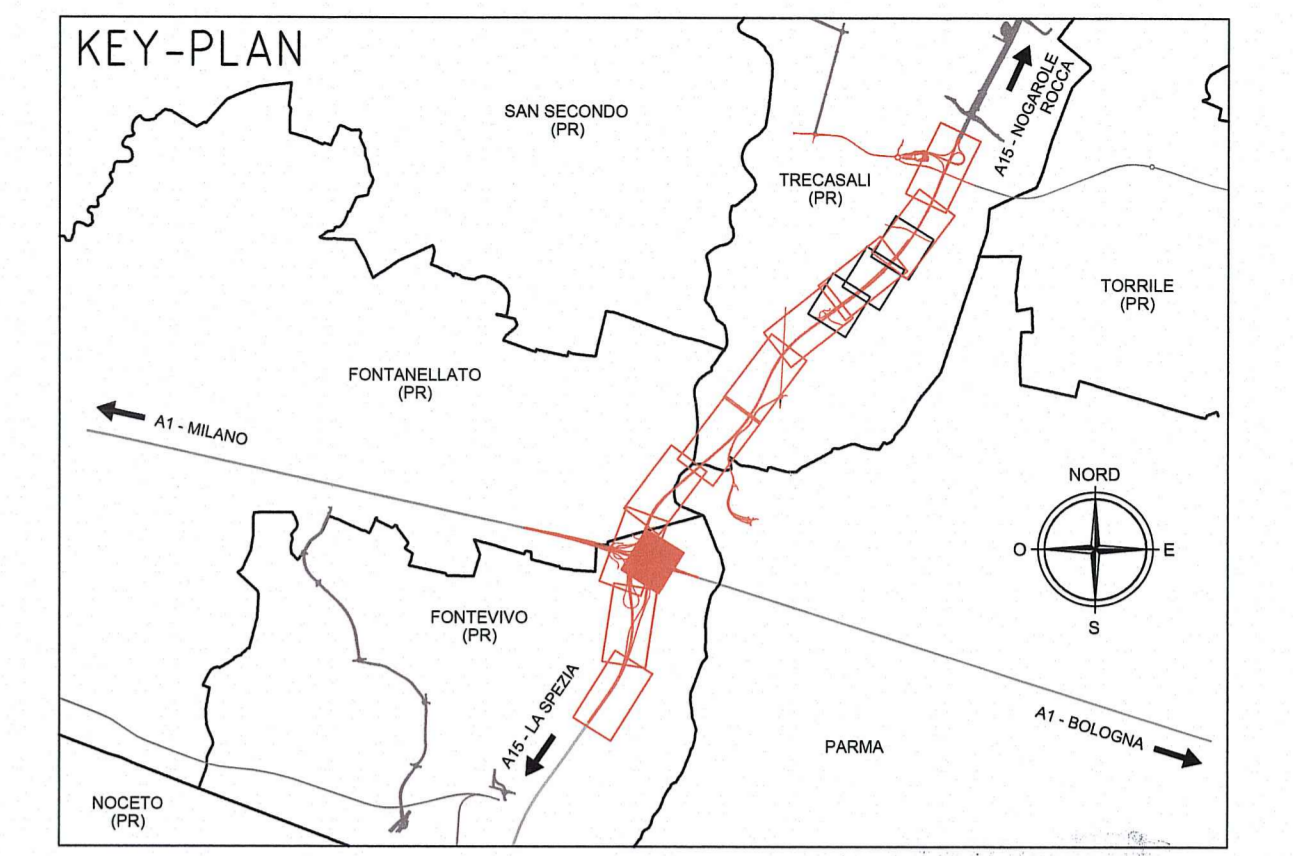 KEY-PLAN
SAN SECONDO
(PR)
A15 - NOGAROLE
ROCCA
TRECASALI
(PR)
TORRILE
(PR)
FONTANELLATO
(PR)
A1 - MILANO
NORD
O
E
S
FONTEVIVO
(PR)
A15 - LA SPEZIA
A1 - BOLOGNA
PARMA
NOCETO
(PR)